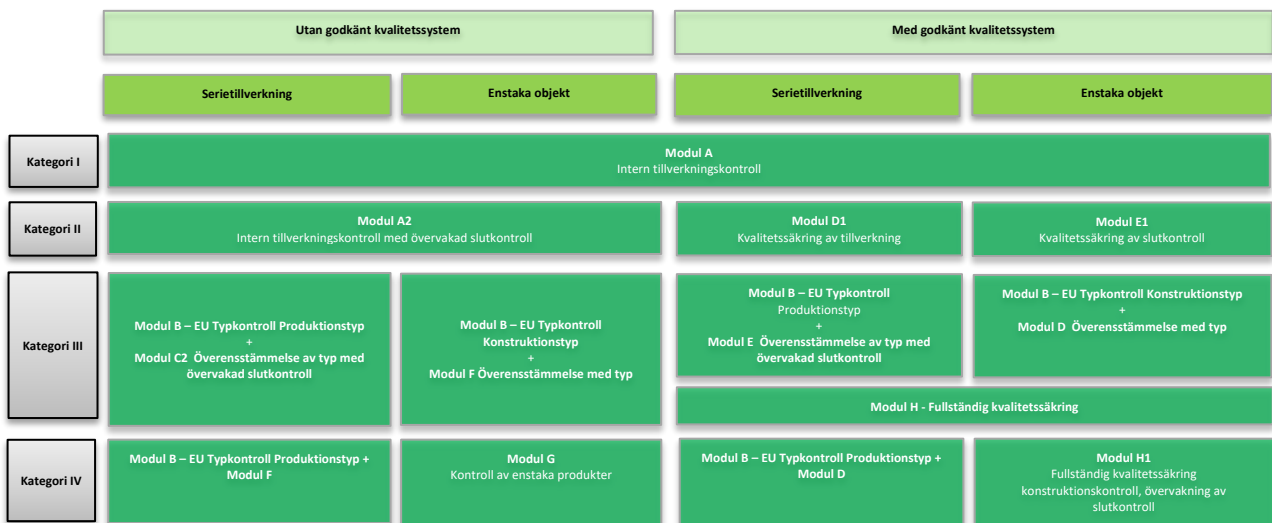 Utan godkänt kvalitetssystem
Med godkänt kvalitetssystem
Serietillverkning
Enstaka objekt
Serietillverkning
Enstaka objekt
Kategori I
Modul A
Intern tillverkningskontroll
Kategori II
Modul A2
Intern tillverkningskontroll med övervakad slutkontroll
Modul D1
Kvalitetssäkring av tillverkning
Modul E1
Kvalitetssäkring av slutkontroll
Kategori III
Modul B – EU Typkontroll Produktionstyp
+
Modul C2 Överensstämmelse av typ med
övervakad slutkontroll
Modul B – EU Typkontroll
Konstruktionstyp
+
Modul F Överensstämmelse med typ
Modul B – EU Typkontroll
Produktionstyp
+
Modul E Överensstämmelse av typ med
övervakad slutkontroll
Modul B – EU Typkontroll Konstruktionstyp
+
Modul D Överensstämmelse med typ
Modul H - Fullständig kvalitetssäkring
Kategori IV
Modul B – EU Typkontroll Produktionstyp +
Modul F
Modul G
Kontroll av enstaka produkter
Modul B – EU Typkontroll Produktionstyp +
Modul D
Modul H1
Fullständig kvalitetssäkring
konstruktionskontroll, övervakning av
slutkontroll